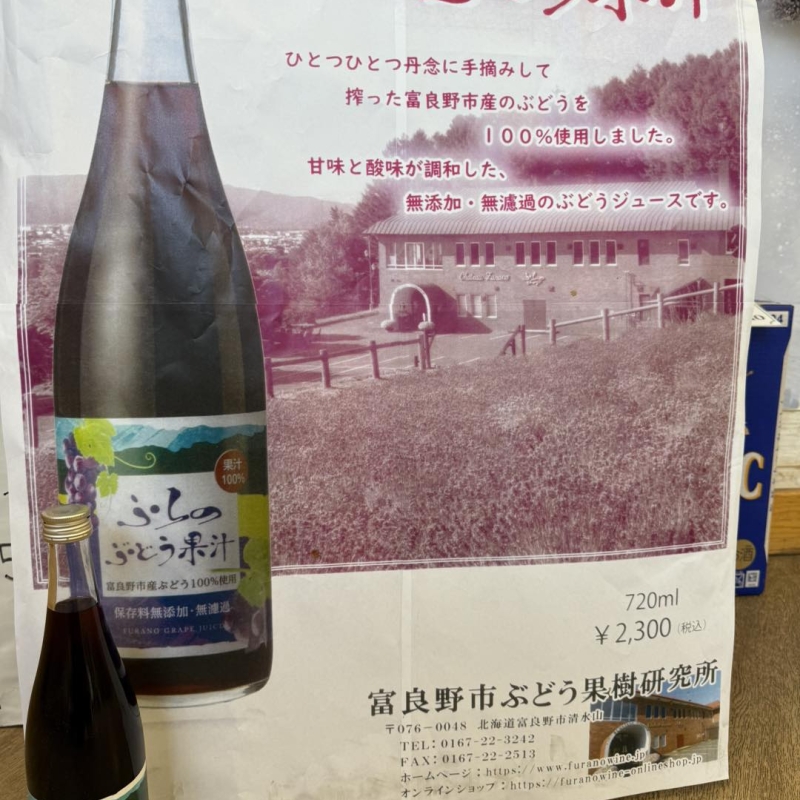 ひとつひとつ丹念に手摘みして
搾った富良野市産のぶどうを
100%使用しました。
甘味と酸味が調和した、
無添加・無濾過のぶどうジュースです。
果汁
100%
ふらの
ぶどう果汁
富良野市産ぶどう100%使用
保存料無添加・無濾過
FURANO GRAPE JUICE
720ml
¥2,300(税込)
富良野市ぶどう果樹研究所
〒076-0048 北海道富良野市清水山
TEL:0167-22-3242
FAX:0167-22-2513
ホームページ:https://www.furanowine.jp
オンラインショップ:https://furanowine-onlineshop.jp